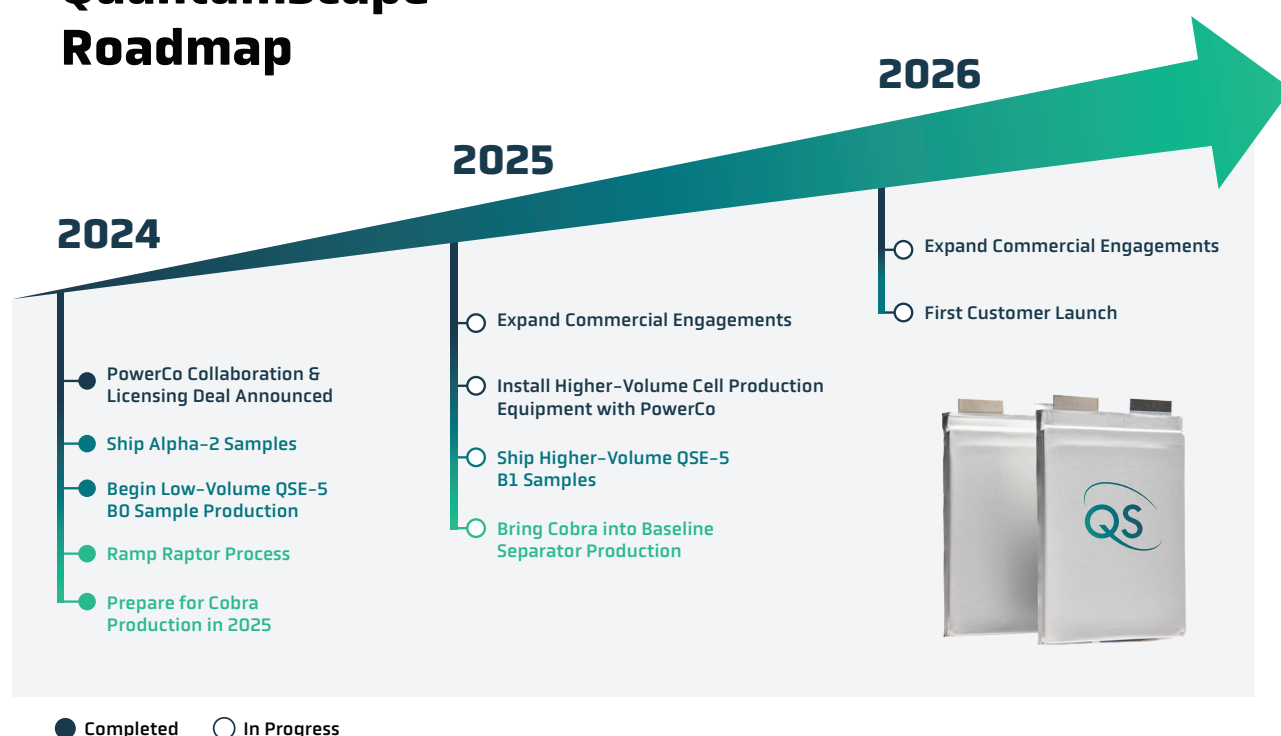 QuantumScape
Roadmap
2024
2025
2026
PowerCo Collaboration &
Licensing Deal Announced
Ship Alpha-2 Samples
Begin Low-Volume QSE-5
B0 Sample Production
Ramp Raptor Process
Prepare for Cobra
Production in 2025
Expand Commercial Engagements
Install Higher-Volume Cell Production
Equipment with PowerCo
Ship Higher-Volume QSE-5
B1 Samples
Bring Cobra into Baseline
Separator Production
Expand Commercial Engagements
First Customer Launch
QS
Completed
In Progress